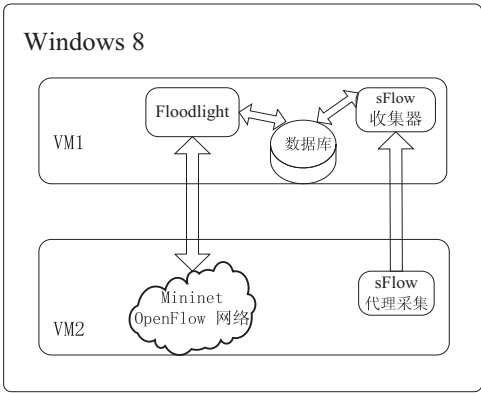 Windows 8
Floodlight
sFlow
收集器
数据库
VM1
Mininet
OpenFlow 网络
sFlow
代理采集
VM2